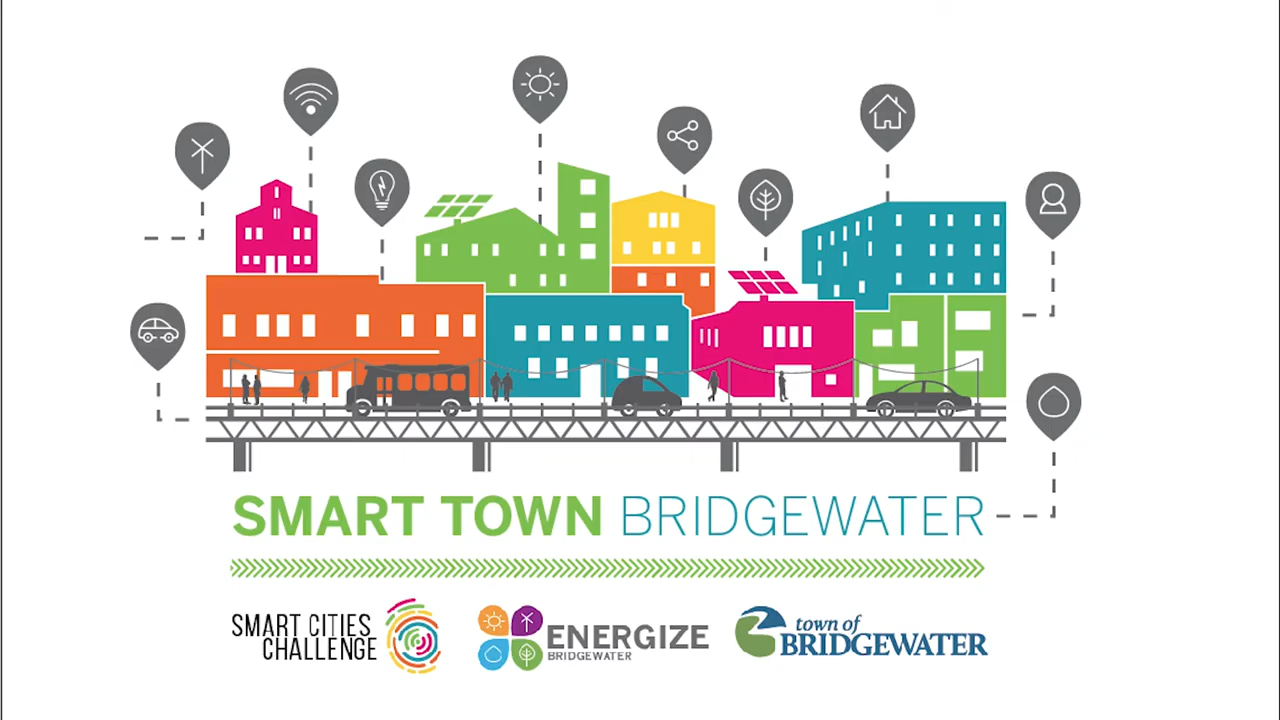 SMART TOWN BRIDGEWATER
SMART CITIES
CHALLENGE
ENERGIZE
BRIDGEWATER
town of
BRIDGEWATER